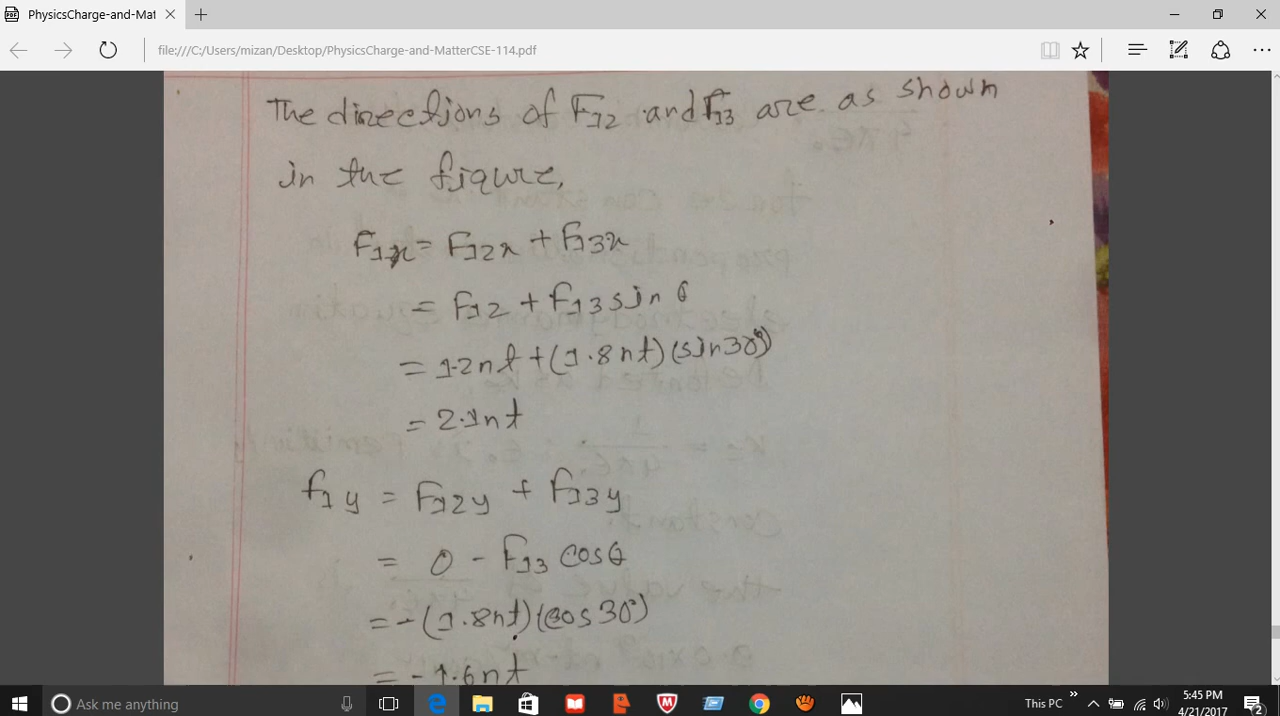 PhysicsCharge-and-Mat
file:///C:/Users/mizan/Desktop/PhysicsCharge-and-MatterCSE-114.pdf
The directions of F12 and F13 are as shown
in the figure,
F1x = F12x + F13x
= F12 + F13 sin θ
= 1.2nt + (1.8nt)(sin30°)
= 2.1nt
F1y = F12y + F13y
= 0 - F13 cosθ
= -(1.8nt)(cos30°)
= -1.6nt
Ask me anything
This PC
5:45 PM
4/21/2017
2